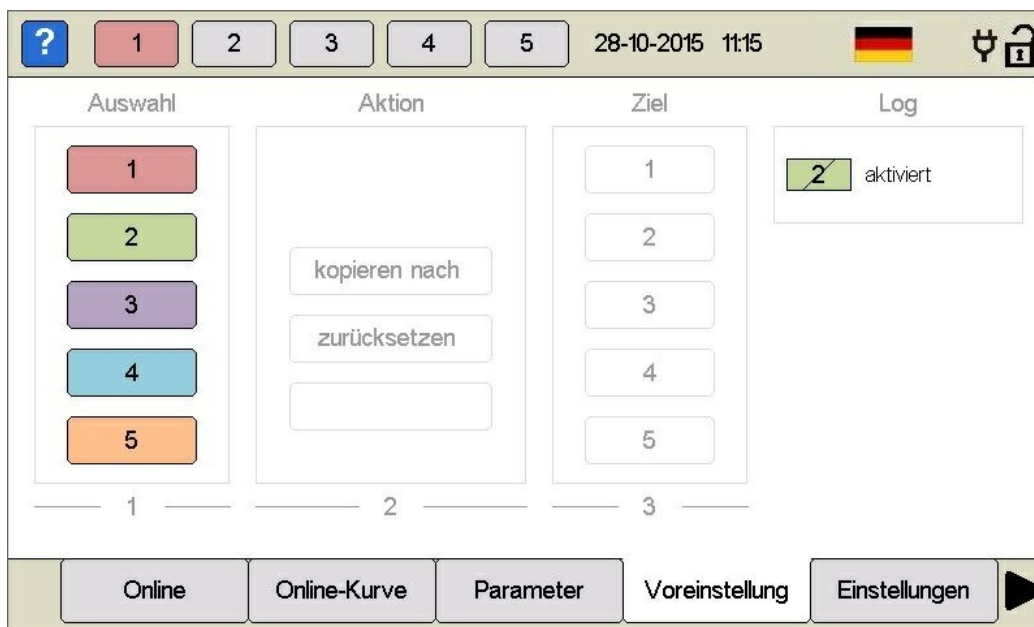 ? 1 2 3 4 5 28-10-2015 11:15
Auswahl Aktion Ziel Log
1 1 2 aktiviert
2 2
kopieren nach
3 3
zurücksetzen
4 4
5 5
1 2 3
Online Online-Kurve Parameter Voreinstellung Einstellungen